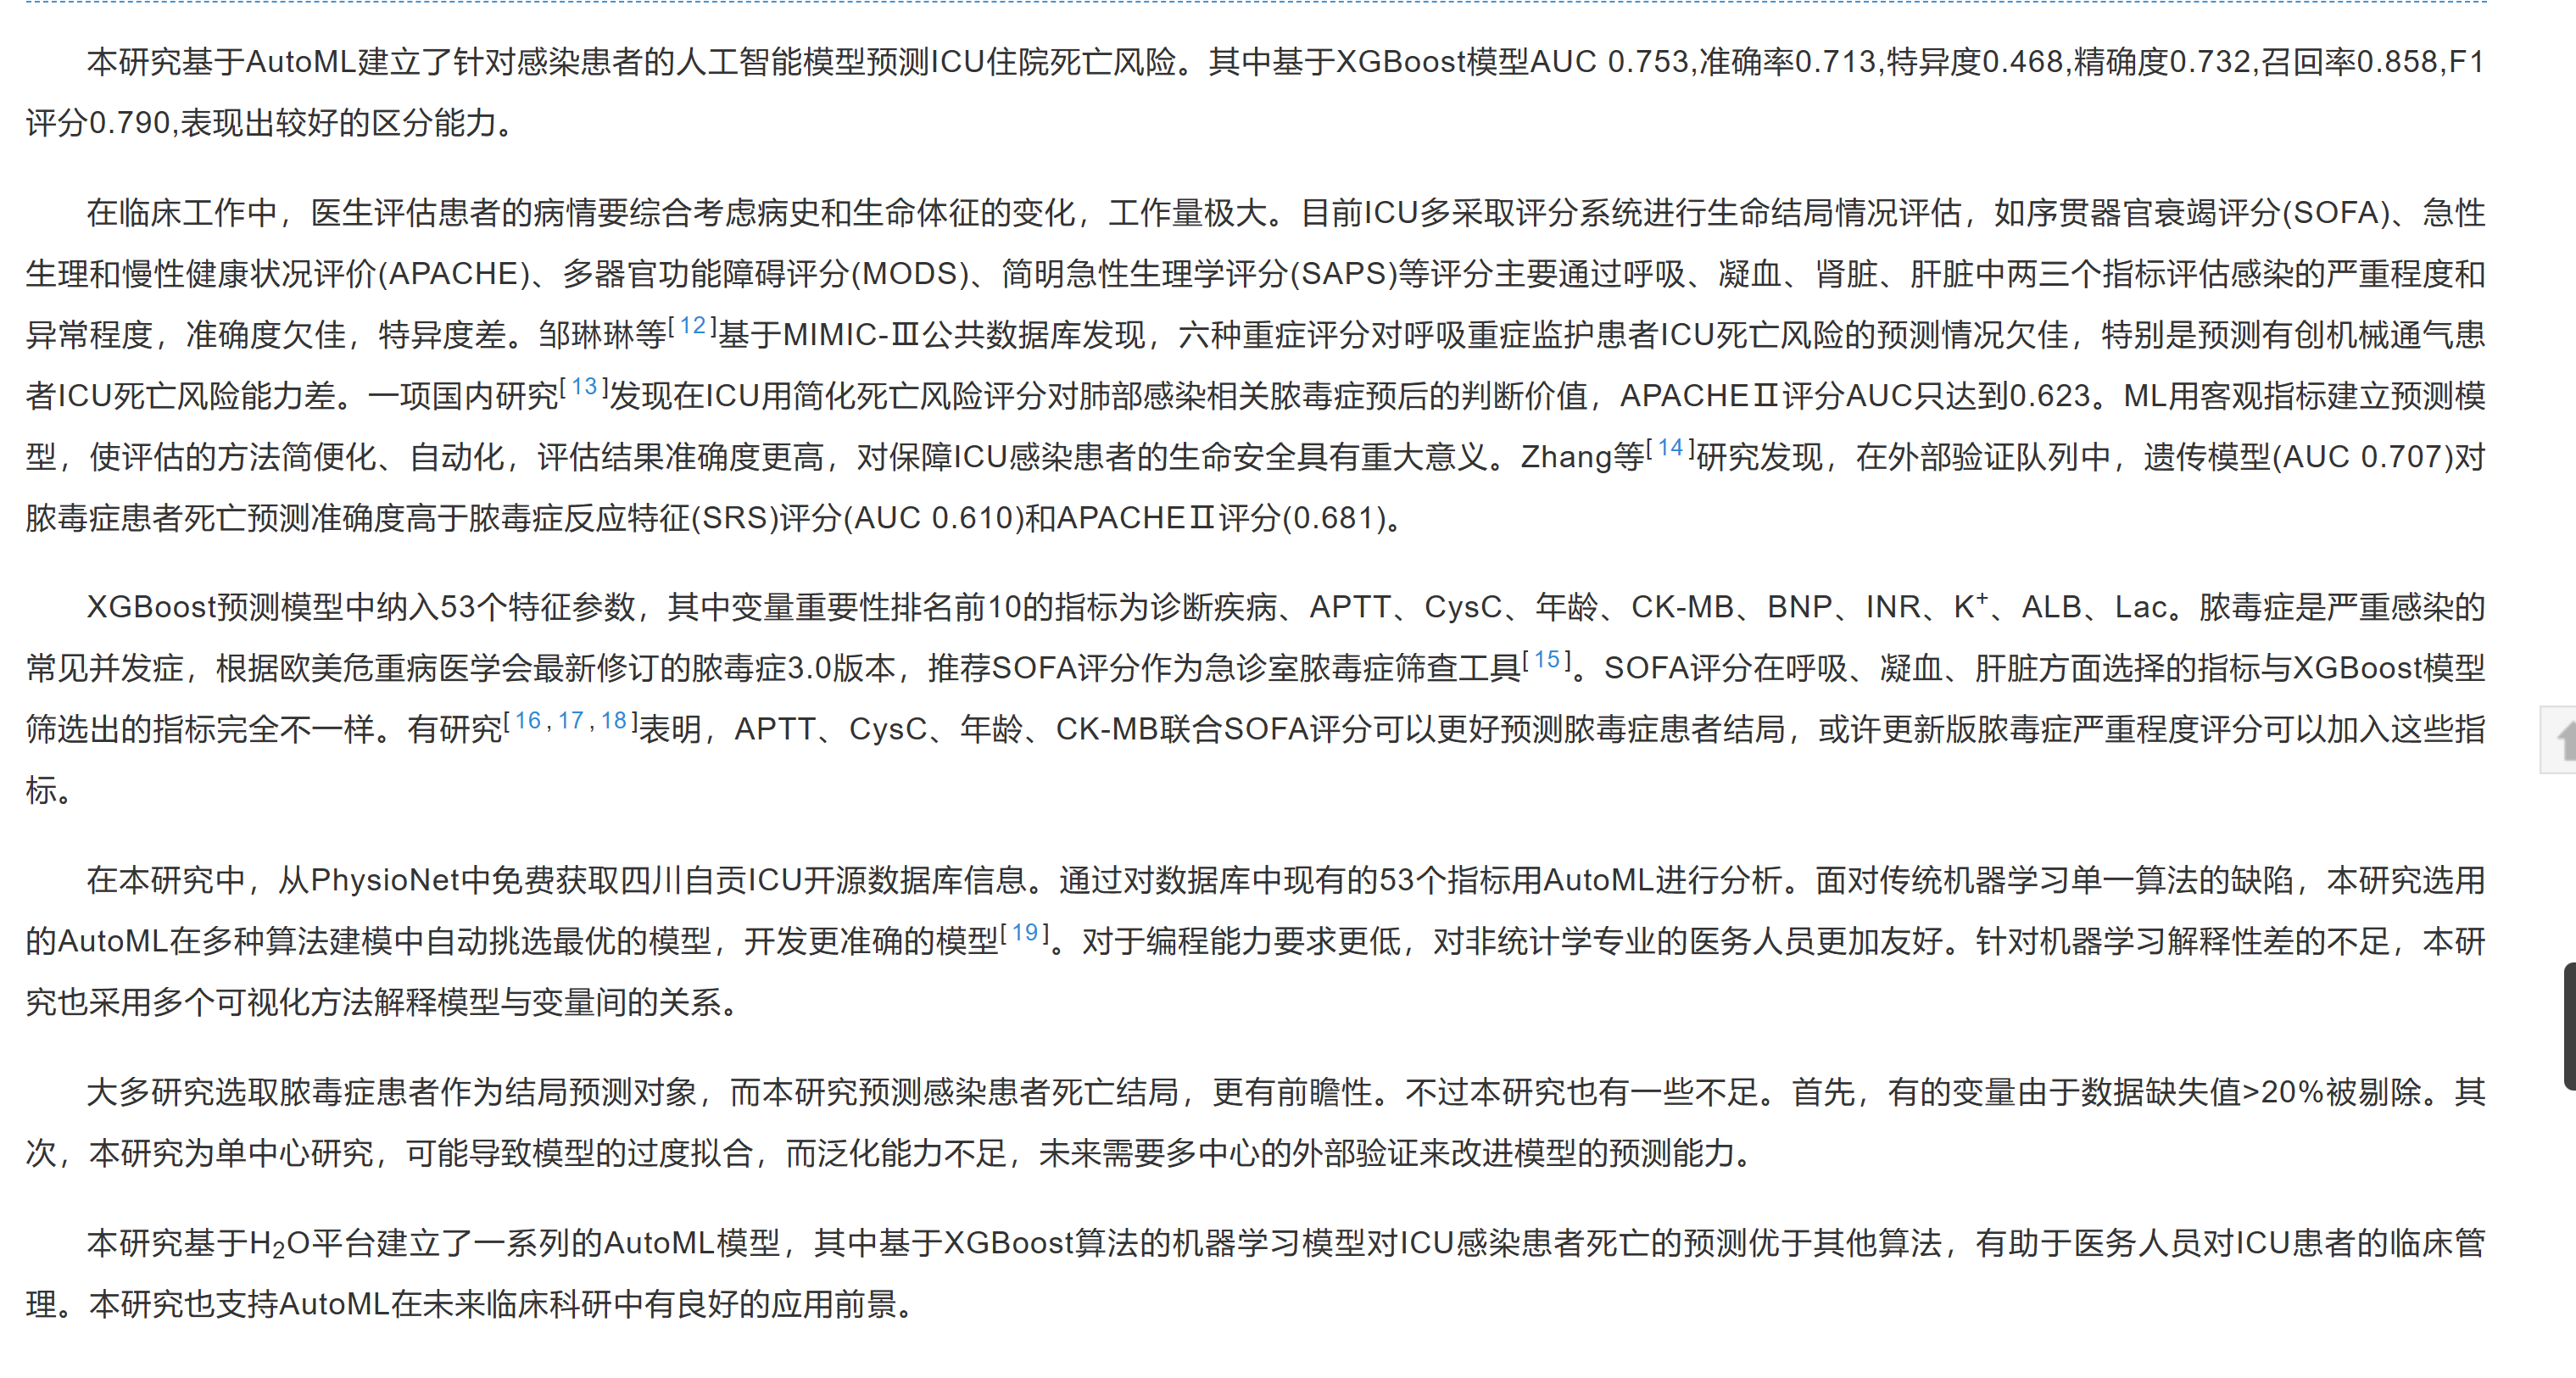 本研究基于AutoML建立了针对感染患者的人工智能模型预测ICU住院死亡风险。其中基于XGBoost模型AUC 0.753,准确率0.713,特异度0.468,精确度0.732,召回率0.858,F1
评分0.790,表现出较好的区分能力。
在临床工作中，医生评估患者的病情要综合考虑病史和生命体征的变化，工作量极大。目前ICU多采取评分系统进行生命结局情况评估，如序贯器官衰竭评分(SOFA)、急性
生理和慢性健康状况评价(APACHE)、多器官功能障碍评分(MODS)、简明急性生理学评分(SAPS)等评分主要通过呼吸、凝血、肾脏、肝脏中两三个指标评估感染的严重程度和
异常程度，准确度欠佳，特异度差。邹琳琳等[12]基于MIMIC-Ⅲ公共数据库发现，六种重症评分对呼吸重症监护患者ICU死亡风险的预测情况欠佳，特别是预测有创机械通气患
者ICU死亡风险能力差。一项国内研究[13]发现在ICU用简化死亡风险评分对肺部感染相关脓毒症预后的判断价值，APACHEⅡ评分AUC只达到0.623。ML用客观指标建立预测模
型，使评估的方法简便化、自动化，评估结果准确度更高，对保障ICU感染患者的生命安全具有重大意义。Zhang等[14]研究发现，在外部验证队列中，遗传模型(AUC 0.707)对
脓毒症患者死亡预测准确度高于脓毒症反应特征(SRS)评分(AUC 0.610)和APACHEⅡ评分(0.681)。
XGBoost预测模型中纳入53个特征参数，其中变量重要性排名前10的指标为诊断疾病、APTT、CysC、年龄、CK-MB、BNP、INR、K⁺、ALB、Lac。脓毒症是严重感染的
常见并发症，根据欧美危重病医学会最新修订的脓毒症3.0版本，推荐SOFA评分作为急诊室脓毒症筛查工具[15]。SOFA评分在呼吸、凝血、肝脏方面选择的指标与XGBoost模型
筛选出的指标完全不一样。有研究[16,17,18]表明，APTT、CysC、年龄、CK-MB联合SOFA评分可以更好预测脓毒症患者结局，或许更新版脓毒症严重程度评分可以加入这些指
标。
在本研究中，从PhysioNet中免费获取四川自贡ICU开源数据库信息。通过对数据库中现有的53个指标用AutoML进行分析。面对传统机器学习单一算法的缺陷，本研究选用
的AutoML在多种算法建模中自动挑选最优的模型，开发更准确的模型[19]。对于编程能力要求更低，对非统计学专业的医务人员更加友好。针对机器学习解释性差的不足，本研
究也采用多个可视化方法解释模型与变量间的关系。
大多研究选取脓毒症患者作为结局预测对象，而本研究预测感染患者死亡结局，更有前瞻性。不过本研究也有一些不足。首先，有的变量由于数据缺失值>20%被剔除。其
次，本研究为单中心研究，可能导致模型的过度拟合，而泛化能力不足，未来需要多中心的外部验证来改进模型的预测能力。
本研究基于H₂O平台建立了一系列的AutoML模型，其中基于XGBoost算法的机器学习模型对ICU感染患者死亡的预测优于其他算法，有助于医务人员对ICU患者的临床管
理。本研究也支持AutoML在未来临床科研中有良好的应用前景。